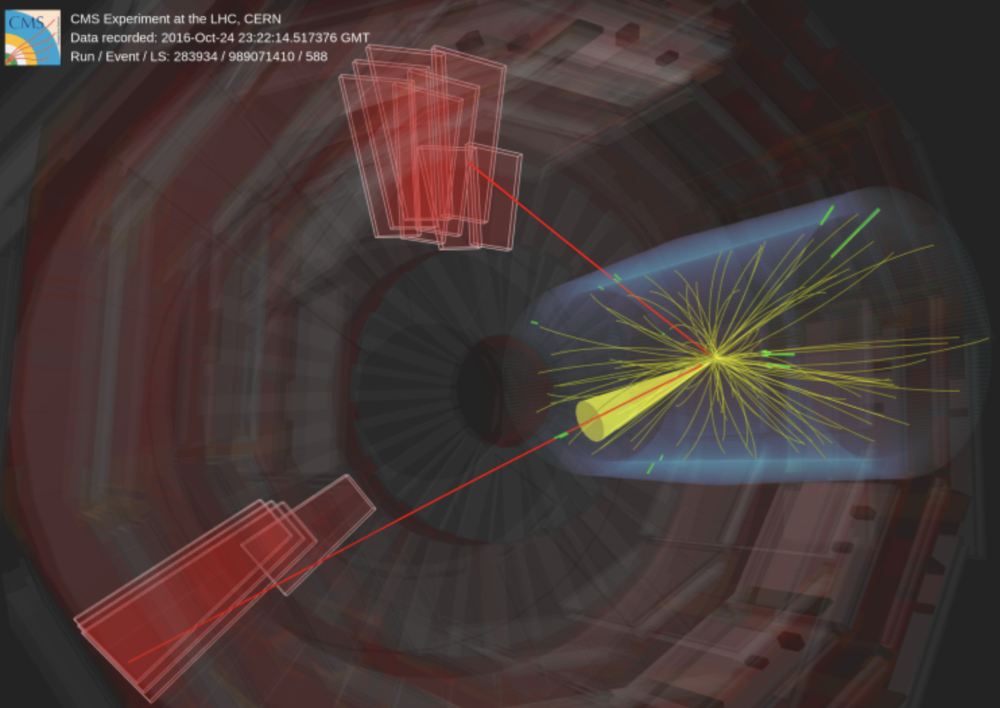 CMS
CMS Experiment at the LHC, CERN
Data recorded: 2016-Oct-24 23:22:14.517376 GMT
Run / Event / LS: 283934 / 989071410 / 588